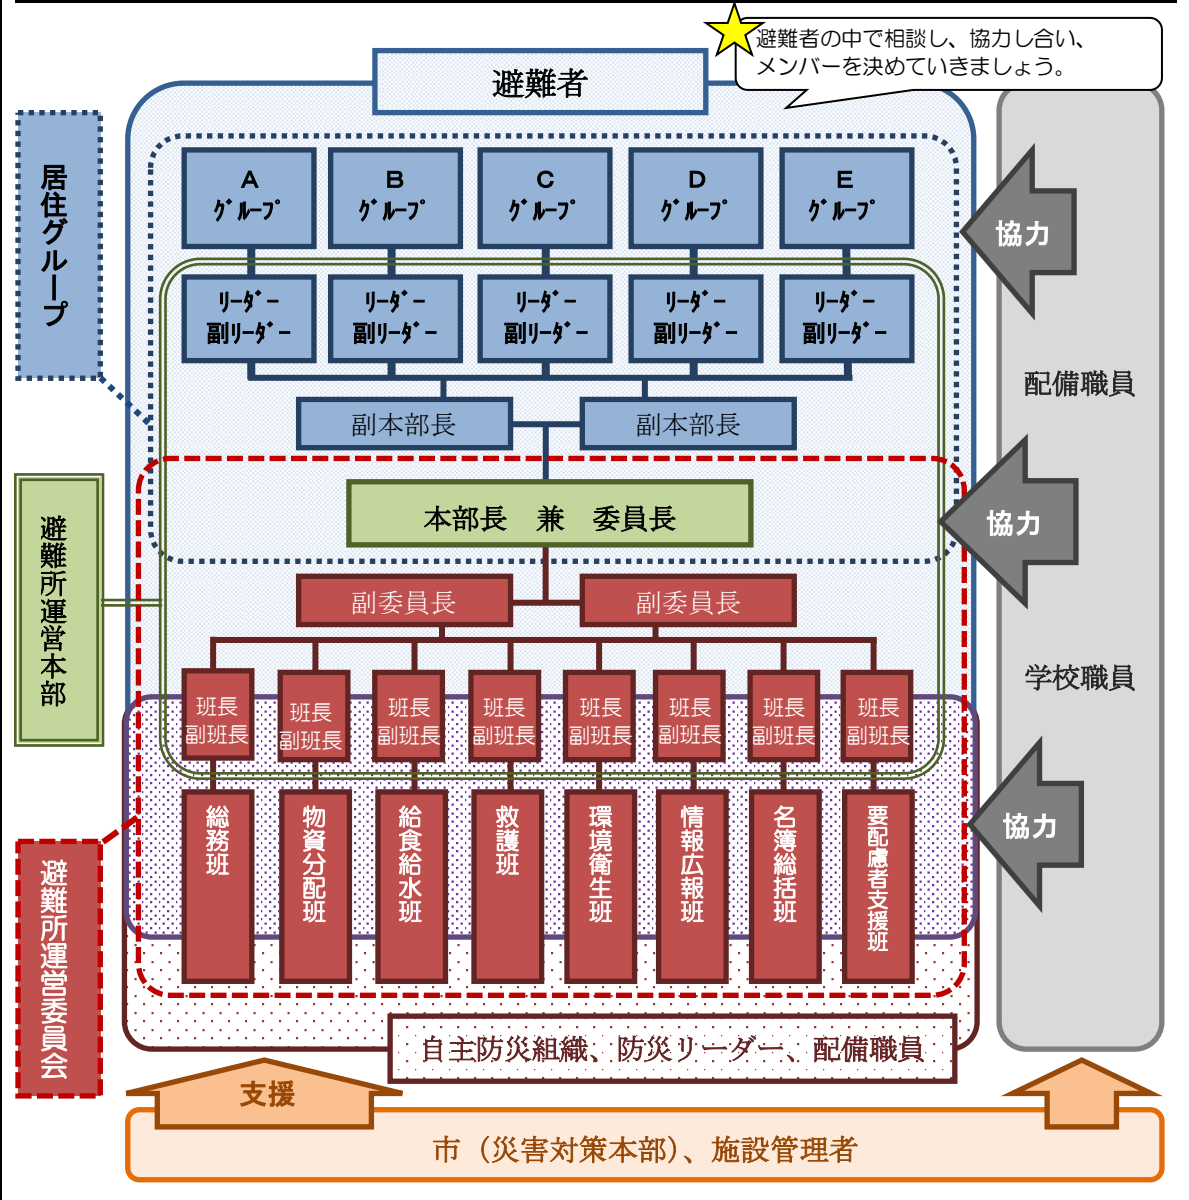 避難者の中で相談し、協力し合い、
メンバーを決めていきましょう。
避難者
居住グループ
A
ｸﾞﾙｰﾌﾟ
B
ｸﾞﾙｰﾌﾟ
C
ｸﾞﾙｰﾌﾟ
D
ｸﾞﾙｰﾌﾟ
E
ｸﾞﾙｰﾌﾟ
協力
ﾘｰﾀﾞｰ
副ﾘｰﾀﾞｰ
ﾘｰﾀﾞｰ
副ﾘｰﾀﾞｰ
ﾘｰﾀﾞｰ
副ﾘｰﾀﾞｰ
ﾘｰﾀﾞｰ
副ﾘｰﾀﾞｰ
ﾘｰﾀﾞｰ
副ﾘｰﾀﾞｰ
配備職員
副本部長
副本部長
避難所運営本部
本部長　兼　委員長
協力
副委員長
副委員長
学校職員
班長
副班長
班長
副班長
班長
副班長
班長
副班長
班長
副班長
班長
副班長
班長
副班長
班長
副班長
協力
避難所運営委員会
総務班
物資分配班
給食給水班
救護班
環境衛生班
情報広報班
名簿総括班
要配慮者支援班
自主防災組織、防災リーダー、配備職員
支援
市（災害対策本部）、施設管理者